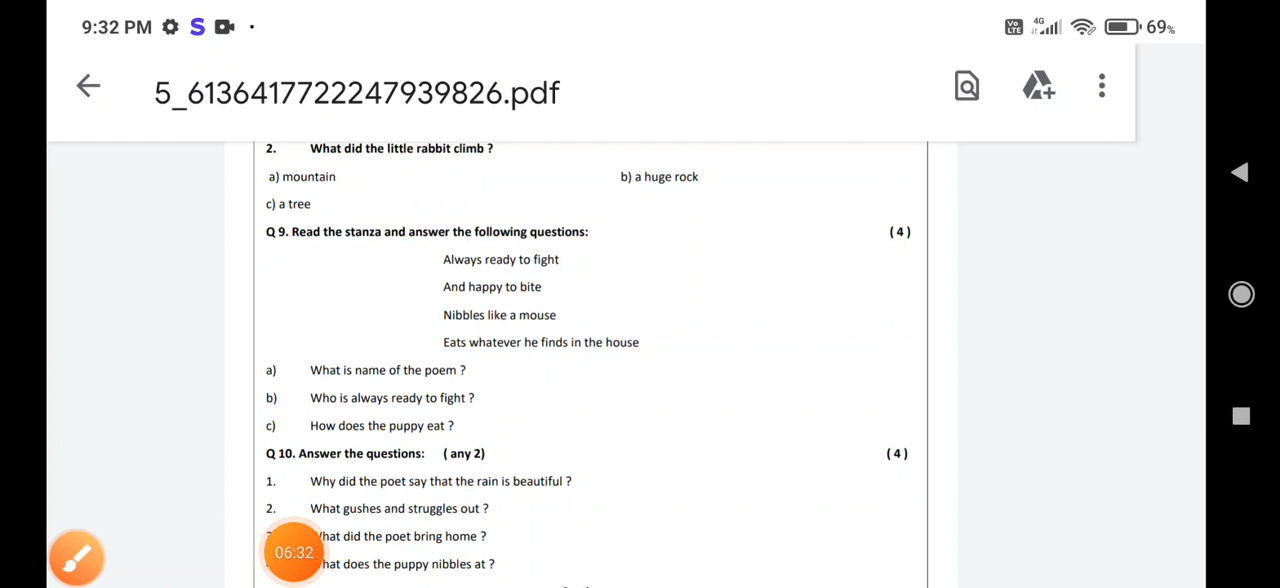 9:32 PM S
Vo LTE 4G 69%
5_6136417722247939826.pdf
2. What did the little rabbit climb ?
a) mountain b) a huge rock
c) a tree
Q 9. Read the stanza and answer the following questions: ( 4 )
Always ready to fight
And happy to bite
Nibbles like a mouse
Eats whatever he finds in the house
a) What is name of the poem ?
b) Who is always ready to fight ?
c) How does the puppy eat ?
Q 10. Answer the questions: ( any 2) ( 4 )
1. Why did the poet say that the rain is beautiful ?
2. What gushes and struggles out ?
hat did the poet bring home ?
06:32
hat does the puppy nibbles at ?